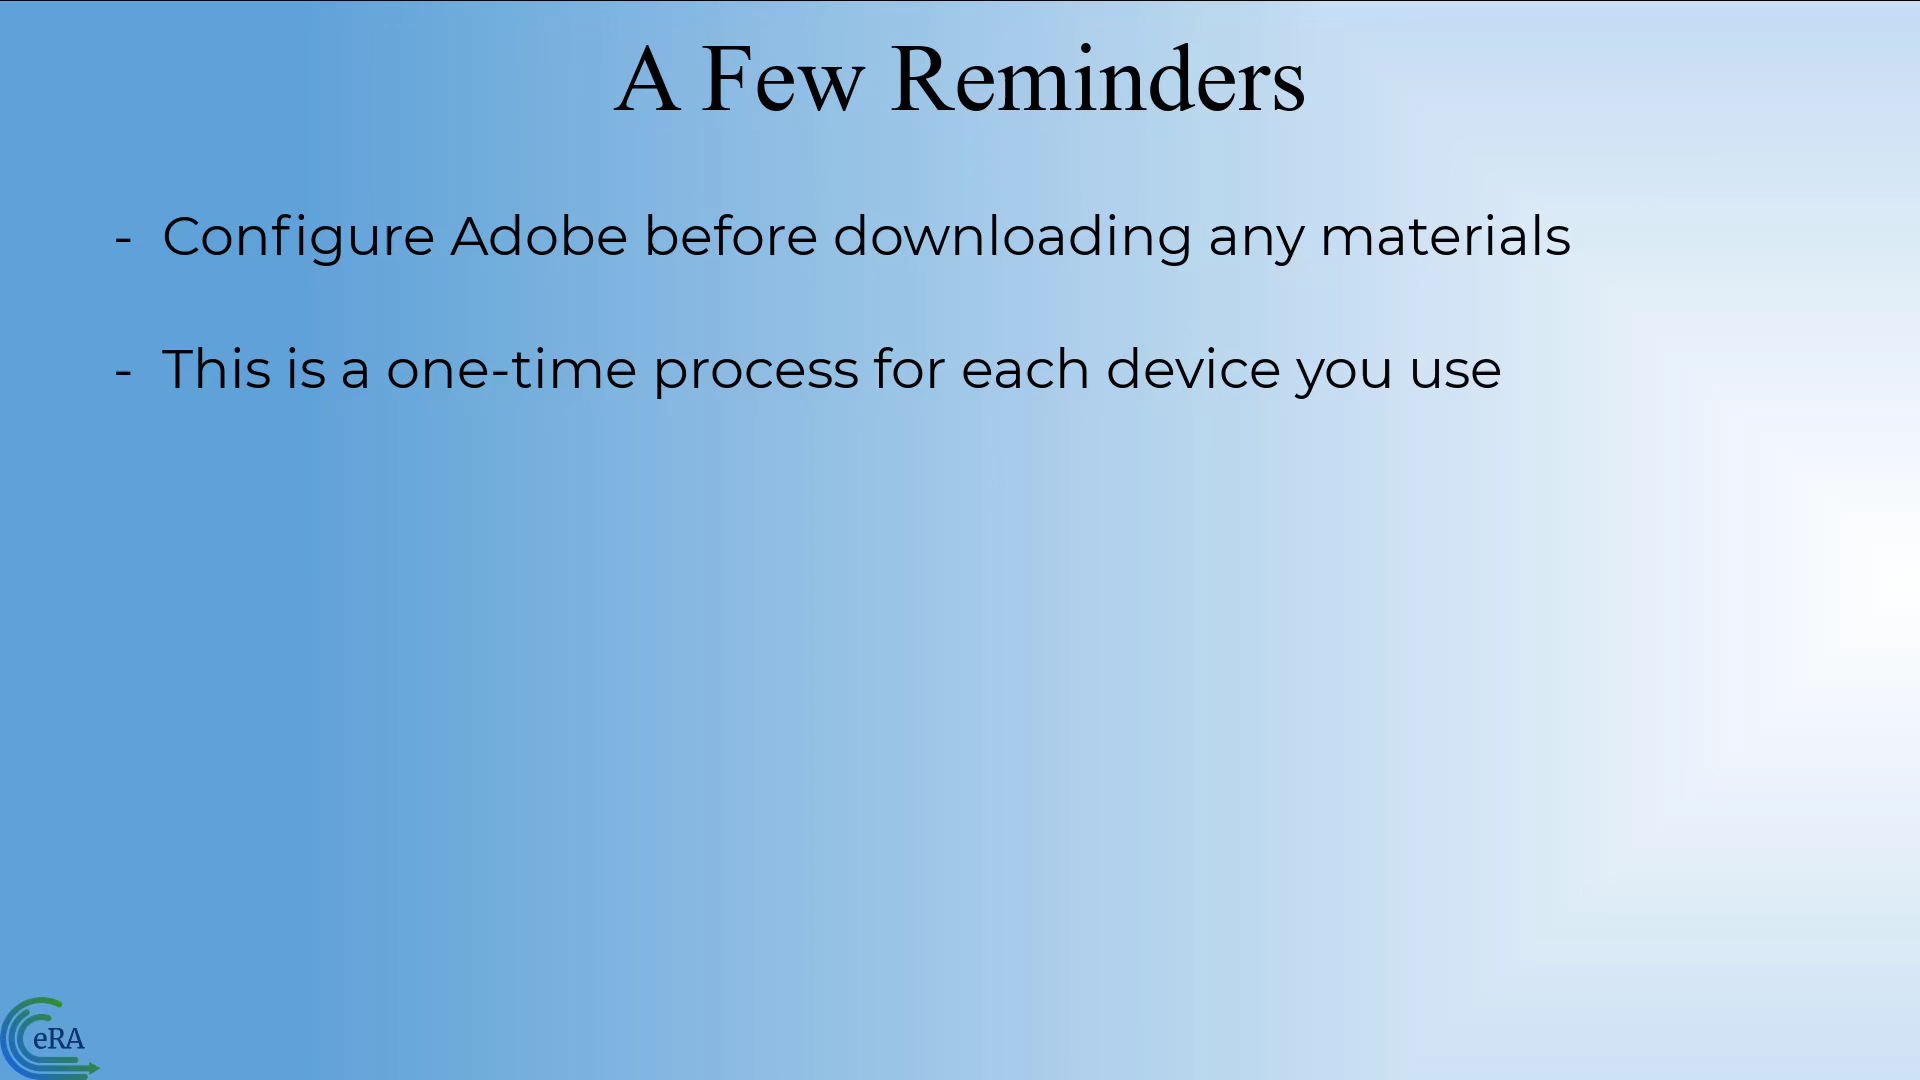 A Few Reminders
- Configure Adobe before downloading any materials
- This is a one-time process for each device you use
eRA